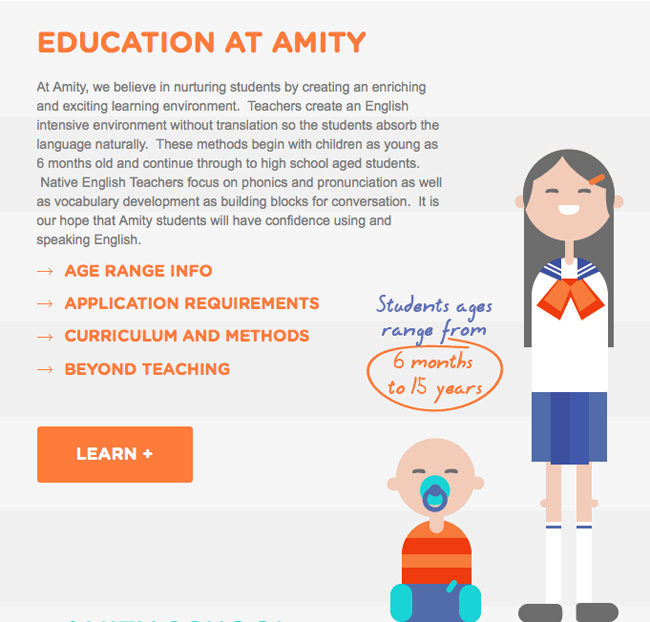 EDUCATION AT AMITY
At Amity, we believe in nurturing students by creating an enriching
and exciting learning environment.  Teachers create an English
intensive environment without translation so the students absorb the
language naturally.  These methods begin with children as young as
6 months old and continue through to high school aged students.
Native English Teachers focus on phonics and pronunciation as well
as vocabulary development as building blocks for conversation.  It is
our hope that Amity students will have confidence using and
speaking English.
→ AGE RANGE INFO
→ APPLICATION REQUIREMENTS
→ CURRICULUM AND METHODS
→ BEYOND TEACHING
LEARN +
Students ages
range from
6 months
to 15 years